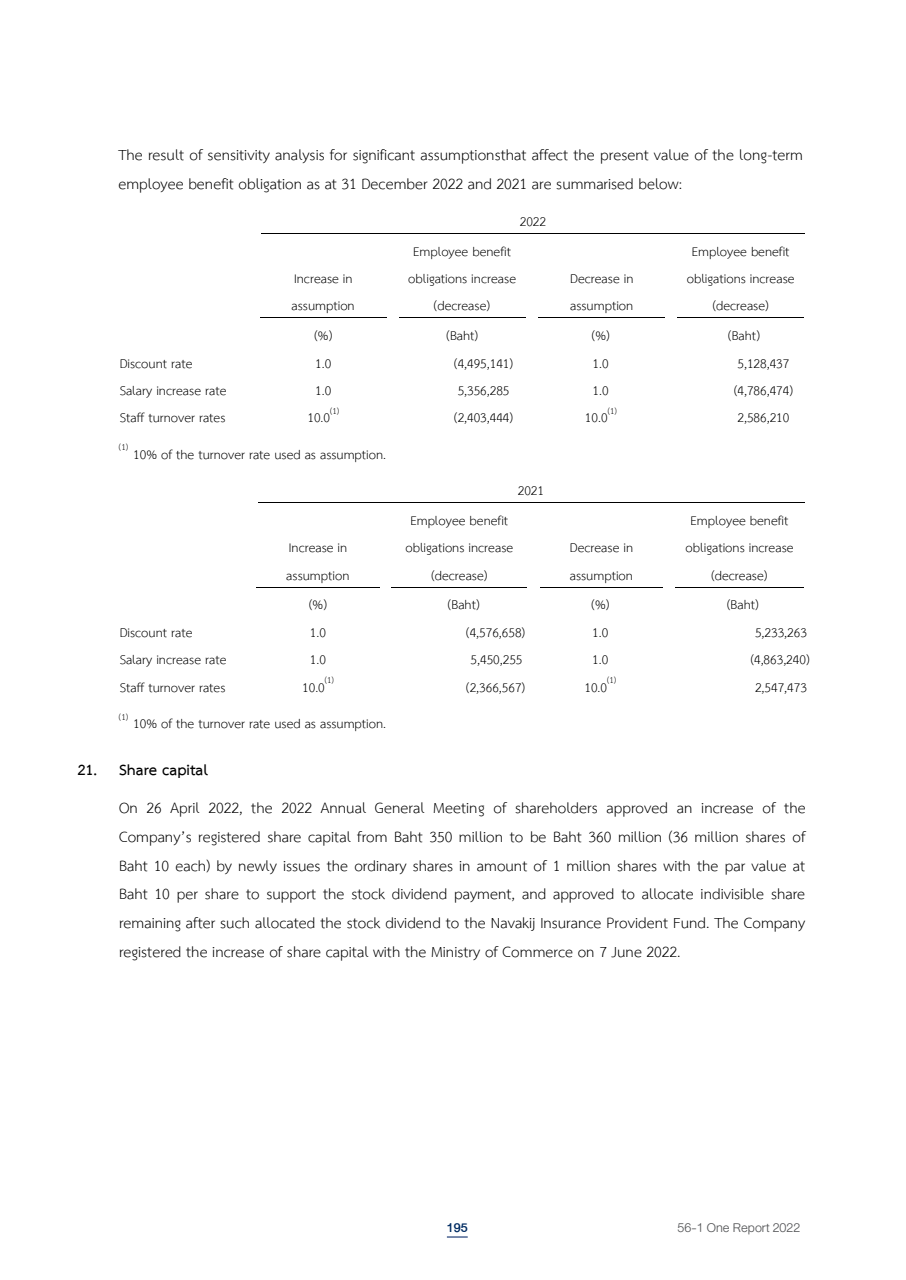 The result of sensitivity analysis for significant assumptionsthat affect the present value of the long-term
employee benefit obligation as at 31 December 2022 and 2021 are summarised below:
2022
Employee benefit Employee benefit
Increase in obligations increase Decrease in obligations increase
assumption (decrease) assumption (decrease)
(%) (Baht) (%) (Baht)
Discount rate 1.0 (4,495,141) 1.0 5,128,437
Salary increase rate 1.0 5,356,285 1.0 (4,786,474)
Staff turnover rates 10.0(1) (2,403,444) 10.0(1) 2,586,210
(1) 10% of the turnover rate used as assumption.
2021
Employee benefit Employee benefit
Increase in obligations increase Decrease in obligations increase
assumption (decrease) assumption (decrease)
(%) (Baht) (%) (Baht)
Discount rate 1.0 (4,576,658) 1.0 5,233,263
Salary increase rate 1.0 5,450,255 1.0 (4,863,240)
Staff turnover rates 10.0(1) (2,366,567) 10.0(1) 2,547,473
(1) 10% of the turnover rate used as assumption.
21. Share capital
On 26 April 2022, the 2022 Annual General Meeting of shareholders approved an increase of the
Company's registered share capital from Baht 350 million to be Baht 360 million (36 million shares of
Baht 10 each) by newly issues the ordinary shares in amount of 1 million shares with the par value at
Baht 10 per share to support the stock dividend payment, and approved to allocate indivisible share
remaining after such allocated the stock dividend to the Navakij Insurance Provident Fund. The Company
registered the increase of share capital with the Ministry of Commerce on 7 June 2022.
195 56-1 One Report 2022